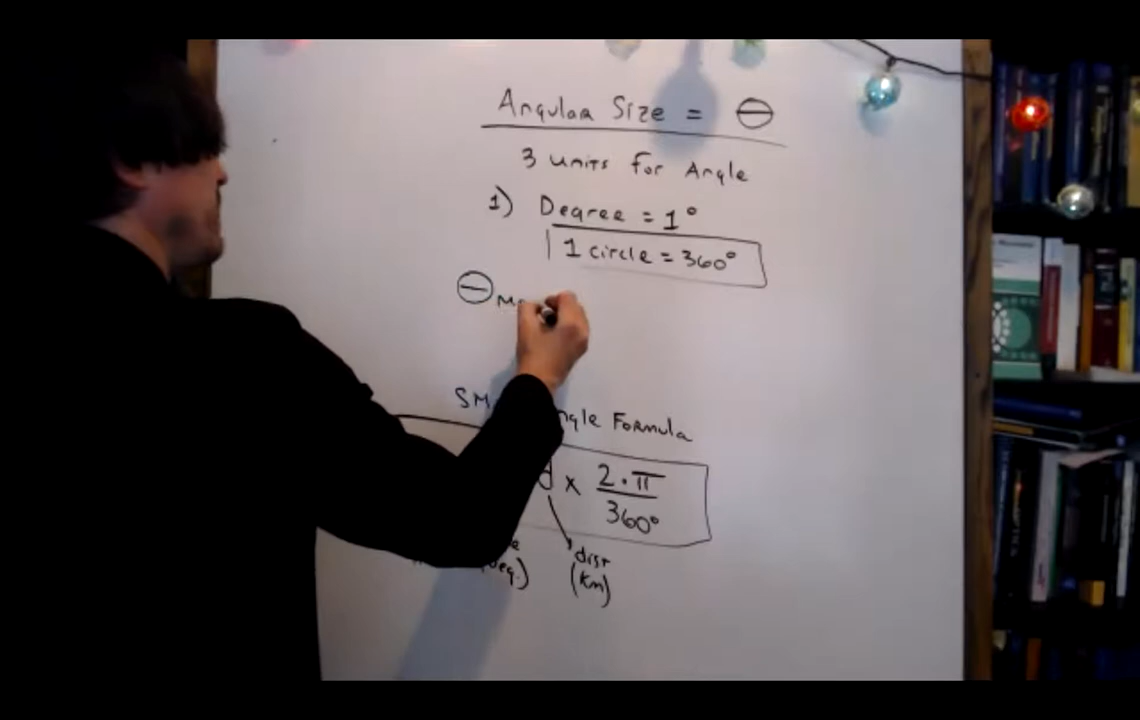 Angular Size = Θ
3 units for Angle
1) Degree = 1°
1 circle = 360°
Θ
Formula
d × 2·π / 360°
dist
(km)